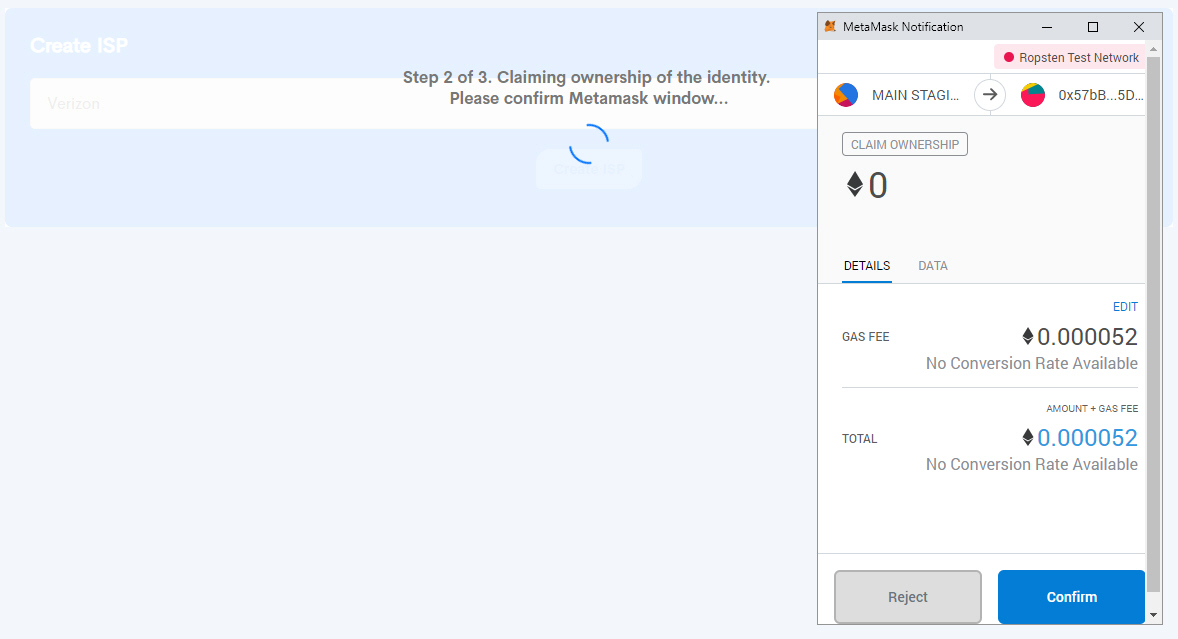 Create ISP
Verizon
Step 2 of 3. Claiming ownership of the identity.
Please confirm Metamask window...
Create ISP
MetaMask Notification
Ropsten Test Network
MAIN STAGI...
0x57bB...5D...
CLAIM OWNERSHIP
0
DETAILS DATA
EDIT
GAS FEE 0.000052
No Conversion Rate Available
AMOUNT + GAS FEE
TOTAL 0.000052
No Conversion Rate Available
Reject Confirm